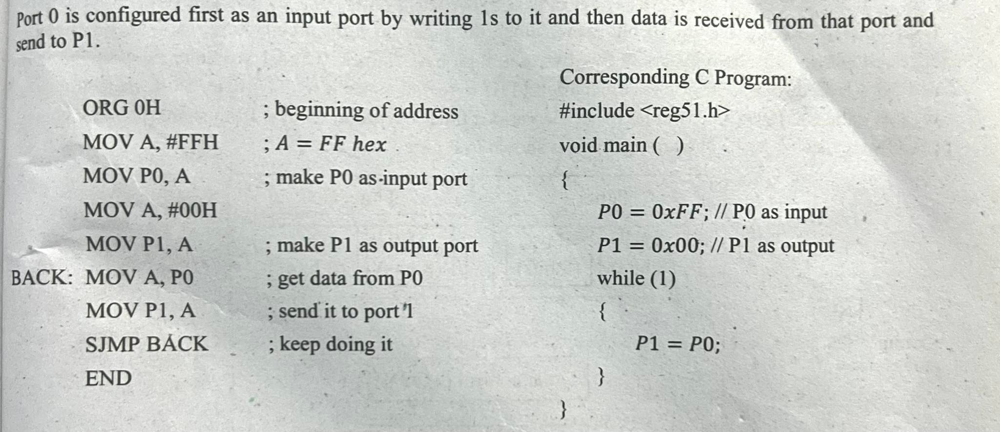 Port 0 is configured first as an input port by writing 1s to it and then data is received from that port and
send to P1.
Corresponding C Program:
ORG 0H ; beginning of address #include <reg51.h>
MOV A, #FFH ; A = FF hex void main ( )
MOV P0, A ; make P0 as input port {
MOV A, #00H P0 = 0xFF; // P0 as input
MOV P1, A ; make P1 as output port P1 = 0x00; // P1 as output
BACK: MOV A, P0 ; get data from P0 while (1)
MOV P1, A ; send it to port 1 {
SJMP BACK ; keep doing it P1 = P0;
END }
}